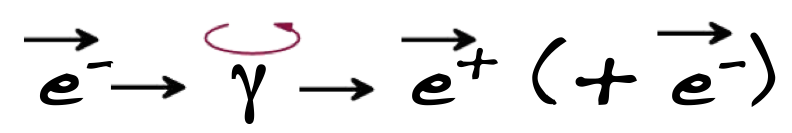 e⁻ → γ → e⁺ (+ e⁻)